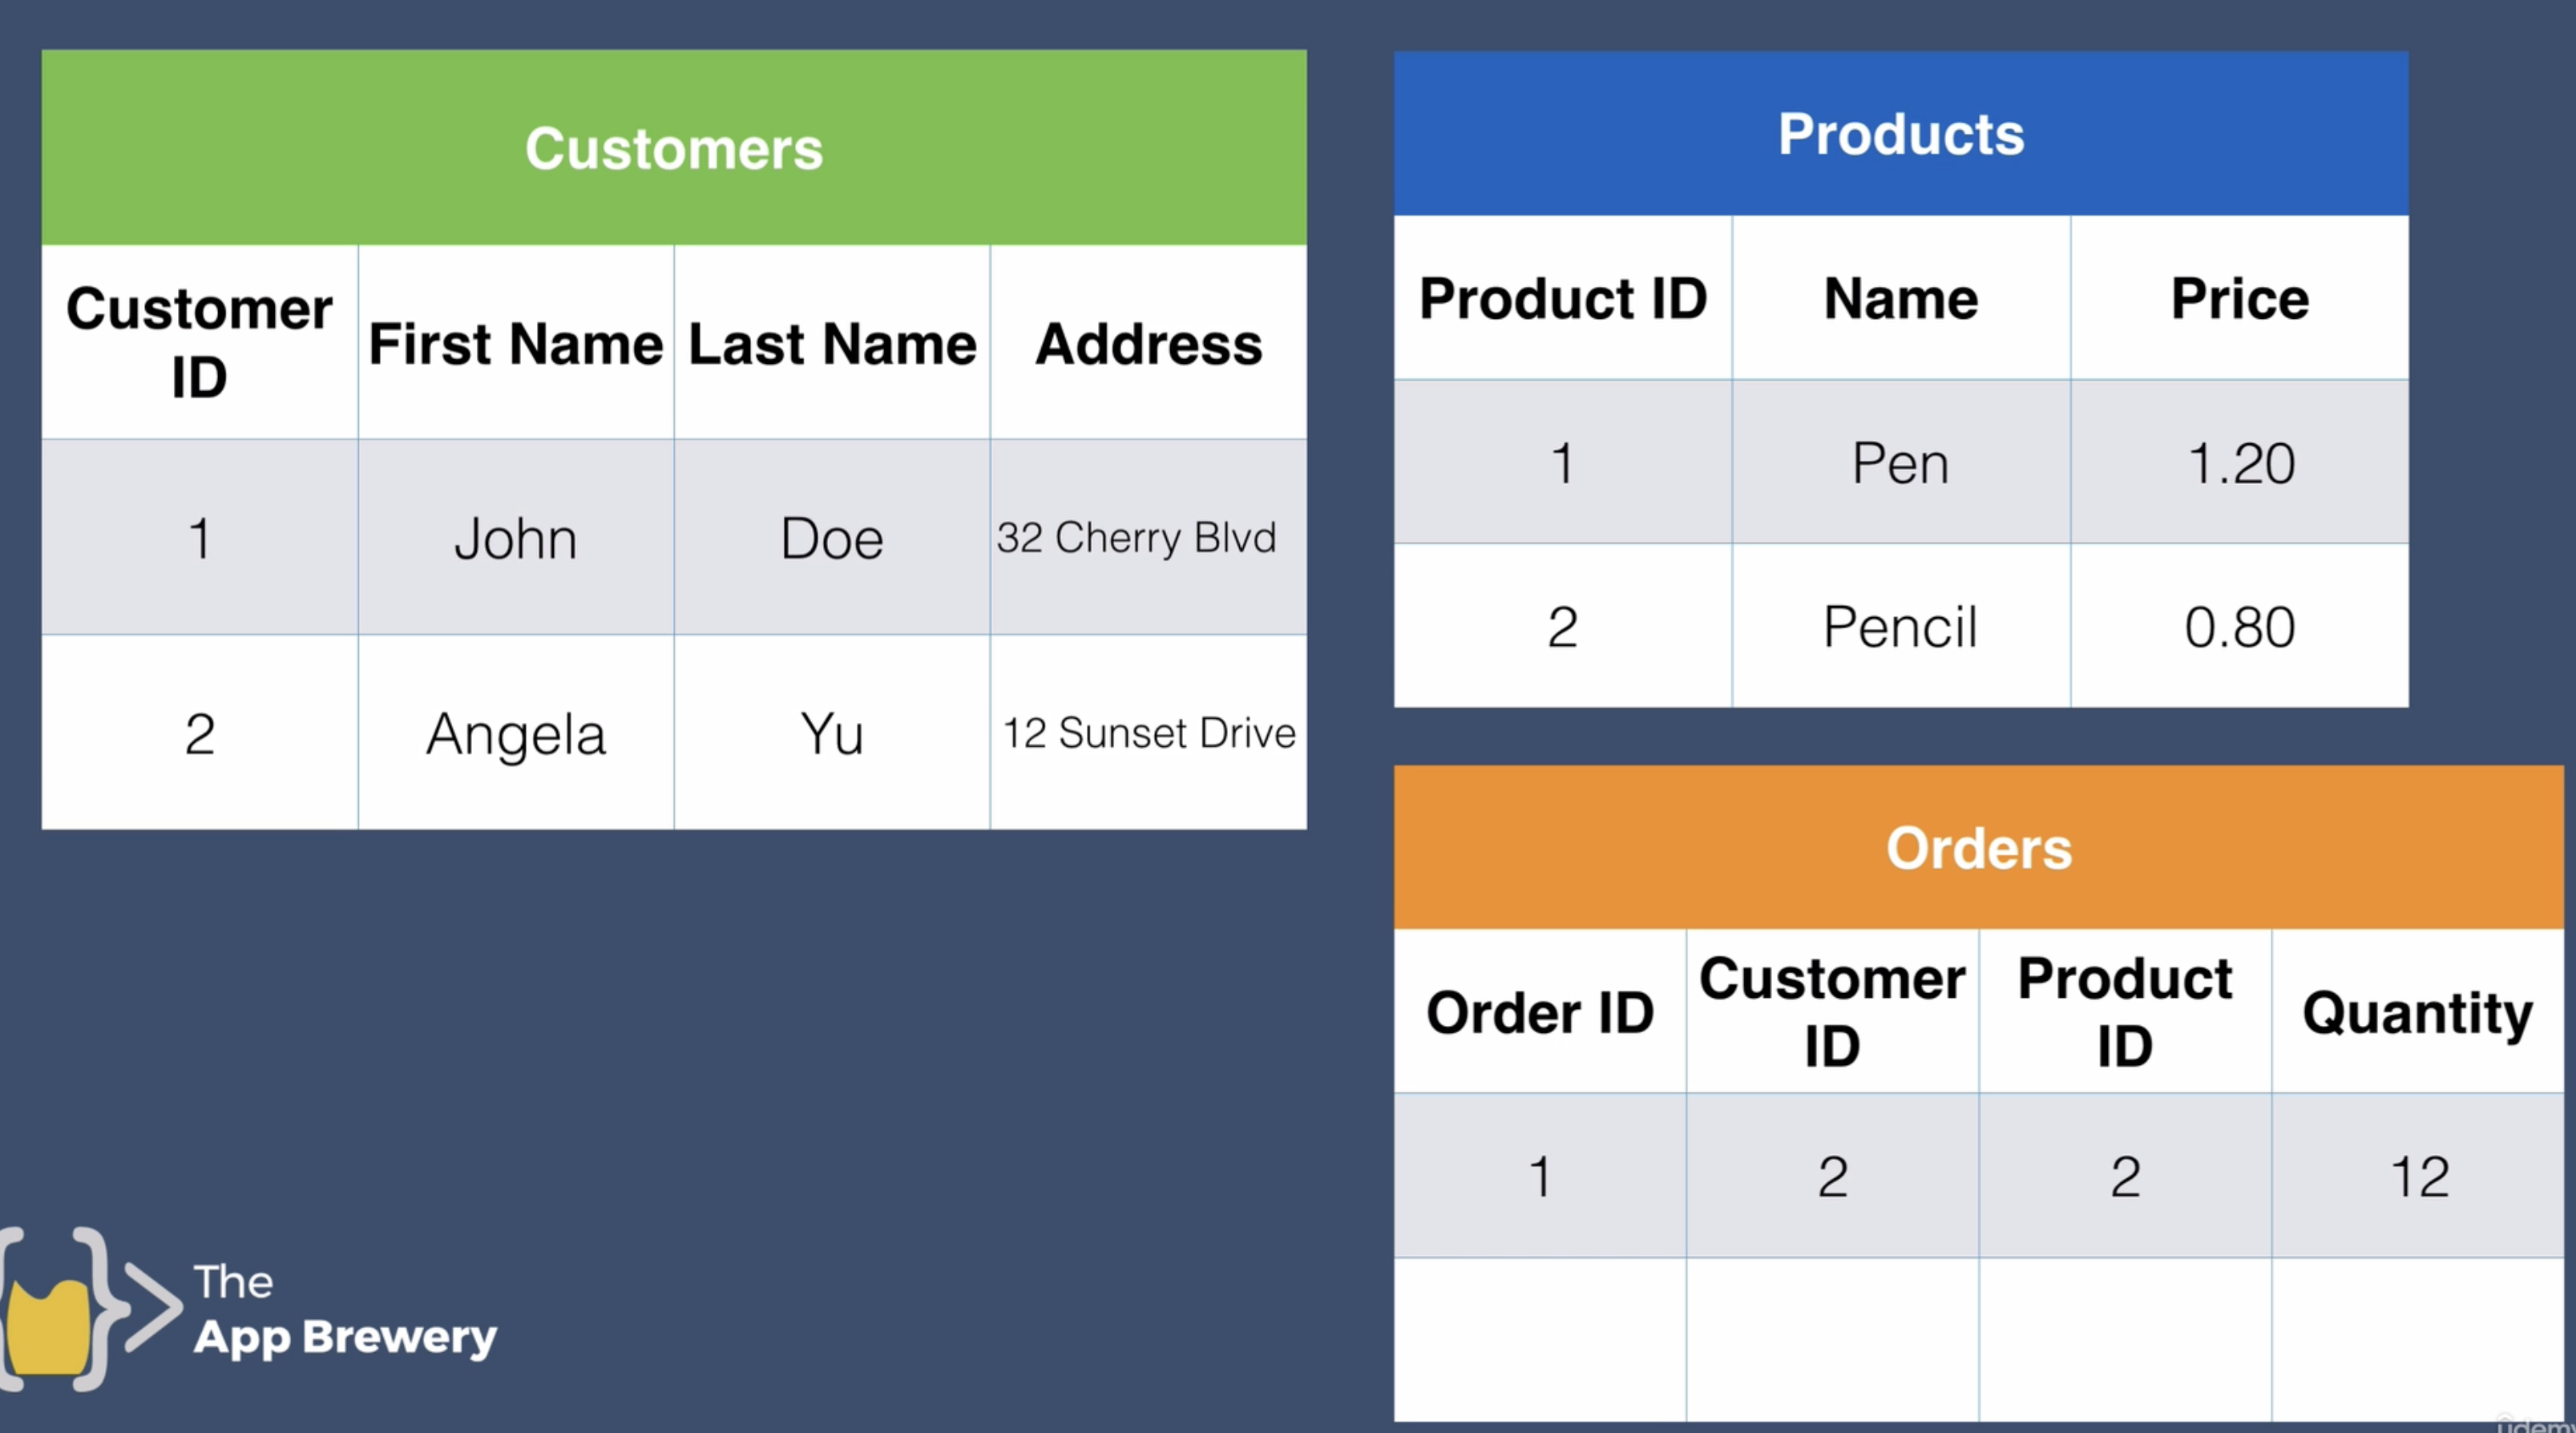 Customers
Customer ID First Name Last Name Address
1 John Doe 32 Cherry Blvd
2 Angela Yu 12 Sunset Drive
Products
Product ID Name Price
1 Pen 1.20
2 Pencil 0.80
Orders
Order ID Customer ID Product ID Quantity
1 2 2 12
The
App Brewery
udemy